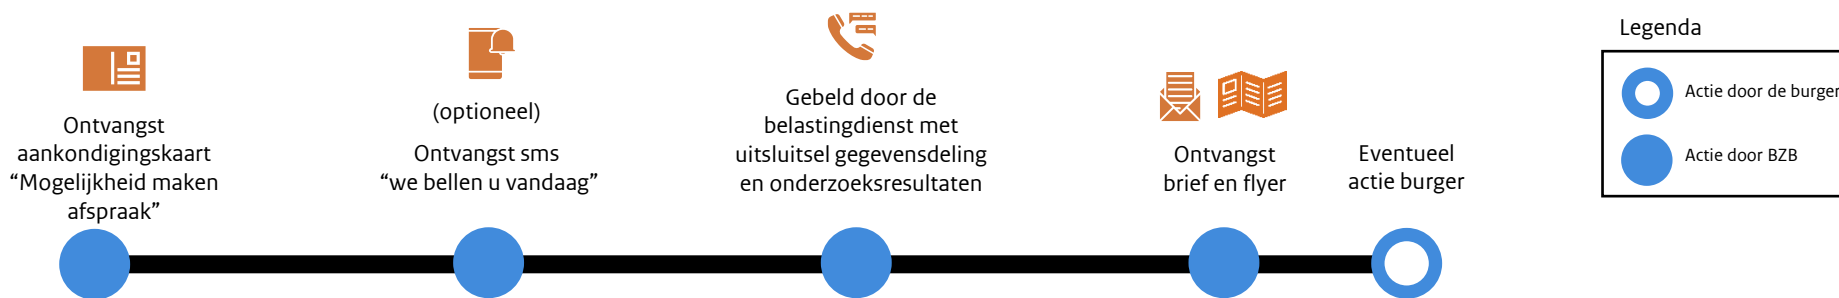 Ontvangst
aankondigingskaart
“Mogelijkheid maken
afspraak”
(optioneel)
Ontvangst sms
“we bellen u vandaag”
Gebeld door de
belastingdienst met
uitsluitsel gegevensdeling
en onderzoeksresultaten
Ontvangst
brief en flyer
Eventueel
actie burger
Legenda
Actie door de burger
Actie door BZB